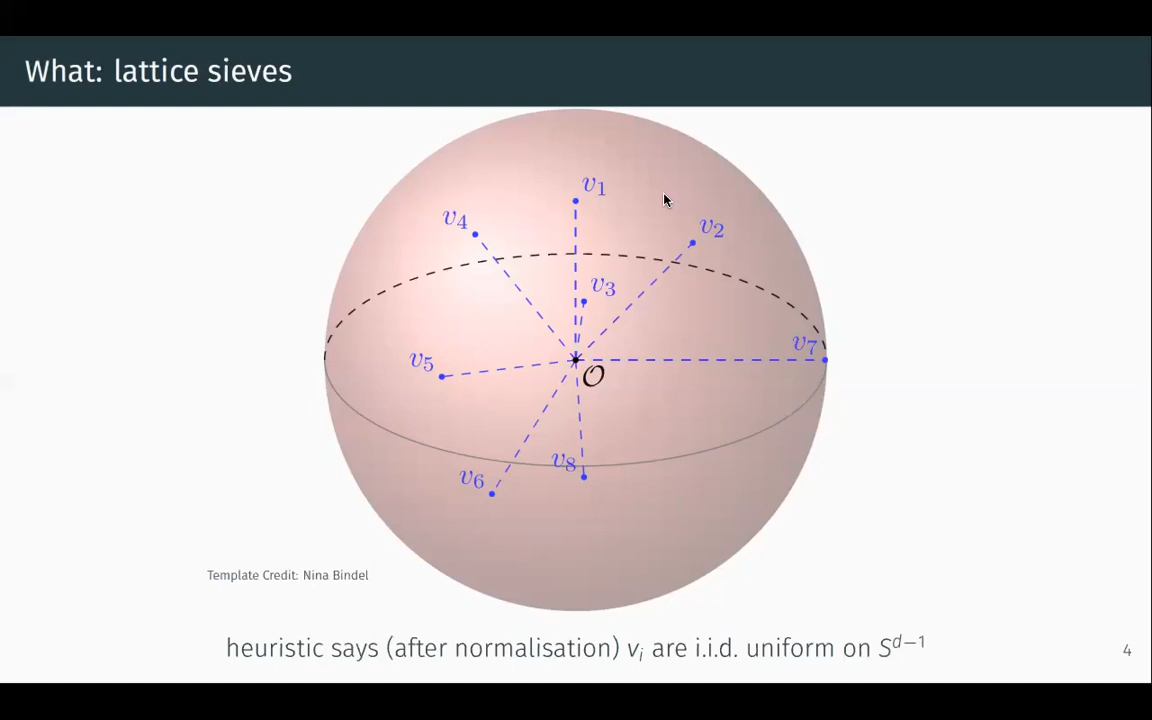 What: lattice sieves
v1
v4
v2
v3
v7
v5
O
v8
v6
Template Credit: Nina Bindel
heuristic says (after normalisation) vᵢ are i.i.d. uniform on Sᵈ⁻¹
4